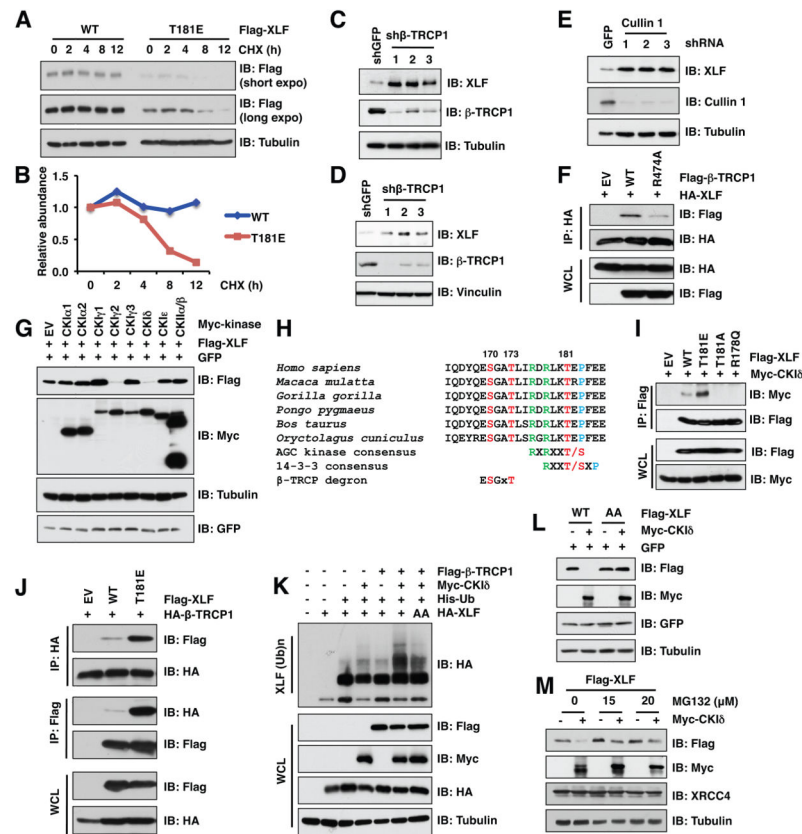 A
WT T181E Flag-XLF
0 2 4 8 12 0 2 4 8 12 CHX (h)
IB: Flag
(short expo)
IB: Flag
(long expo)
IB: Tubulin
B
Relative abundance
1.5
1.0
0.5
0
0 2 4 8 12 CHX (h)
WT
T181E
C
shGFP
shβ-TRCP1
1 2 3
IB: XLF
IB: β-TRCP1
IB: Tubulin
D
shGFP
shβ-TRCP1
1 2 3
IB: XLF
IB: β-TRCP1
IB: Vinculin
E
GFP
Cullin 1
1 2 3 shRNA
IB: XLF
IB: Cullin 1
IB: Tubulin
F
EV WT R474A Flag-β-TRCP1
+ + + HA-XLF
IP: HA
IB: Flag
IB: HA
WCL
IB: HA
IB: Flag
G
EV CKIα1 CKIα2 CKIγ1 CKIγ2 CKIγ3 CKIδ CKIε CKIIα/β Myc-kinase
+ + + + + + + + + Flag-XLF
+ + + + + + + + + GFP
IB: Flag
IB: Myc
IB: Tubulin
IB: GFP
H
170 173 181
Homo sapiens IQDYQESGATLIRDRLKTEPFEE
Macaca mulatta IQDYQESGATLIRDRLKTEPFEE
Gorilla gorilla IQDYQESGATLIRDRLKTEPFEE
Pongo pygmaeus IQDYQESGATLIRDRLKTEPFEE
Bos taurus IQDYQESGATLSRDRLKTEPFEE
Oryctolagus cuniculus IQEYRESGATLSRGRLKTEPFEE
AGC kinase consensus RXRXXT/S
14-3-3 consensus RXXT/SXP
β-TRCP degron ESGxT
I
EV WT T181E T181A R178Q Flag-XLF
+ + + + + Myc-CKIδ
IP: Flag
IB: Myc
IB: Flag
WCL
IB: Flag
IB: Myc
J
EV WT T181E Flag-XLF
+ + + HA-β-TRCP1
IP: HA
IB: Flag
IB: HA
IP: Flag
IB: HA
IB: Flag
WCL
IB: Flag
IB: HA
K
- - - - + + + Flag-β-TRCP1
- - - + - + + Myc-CKIδ
- - + + + + + His-Ub
- + + + + + AA HA-XLF
XLF (Ub)n
IB: HA
WCL
IB: Flag
IB: Myc
IB: HA
IB: Tubulin
L
WT AA Flag-XLF
- + - + Myc-CKIδ
+ + + + GFP
IB: Flag
IB: Myc
IB: GFP
IB: Tubulin
M
Flag-XLF
0 15 20 MG132 (μM)
- + - + - + Myc-CKIδ
IB: Flag
IB: Myc
IB: XRCC4
IB: Tubulin